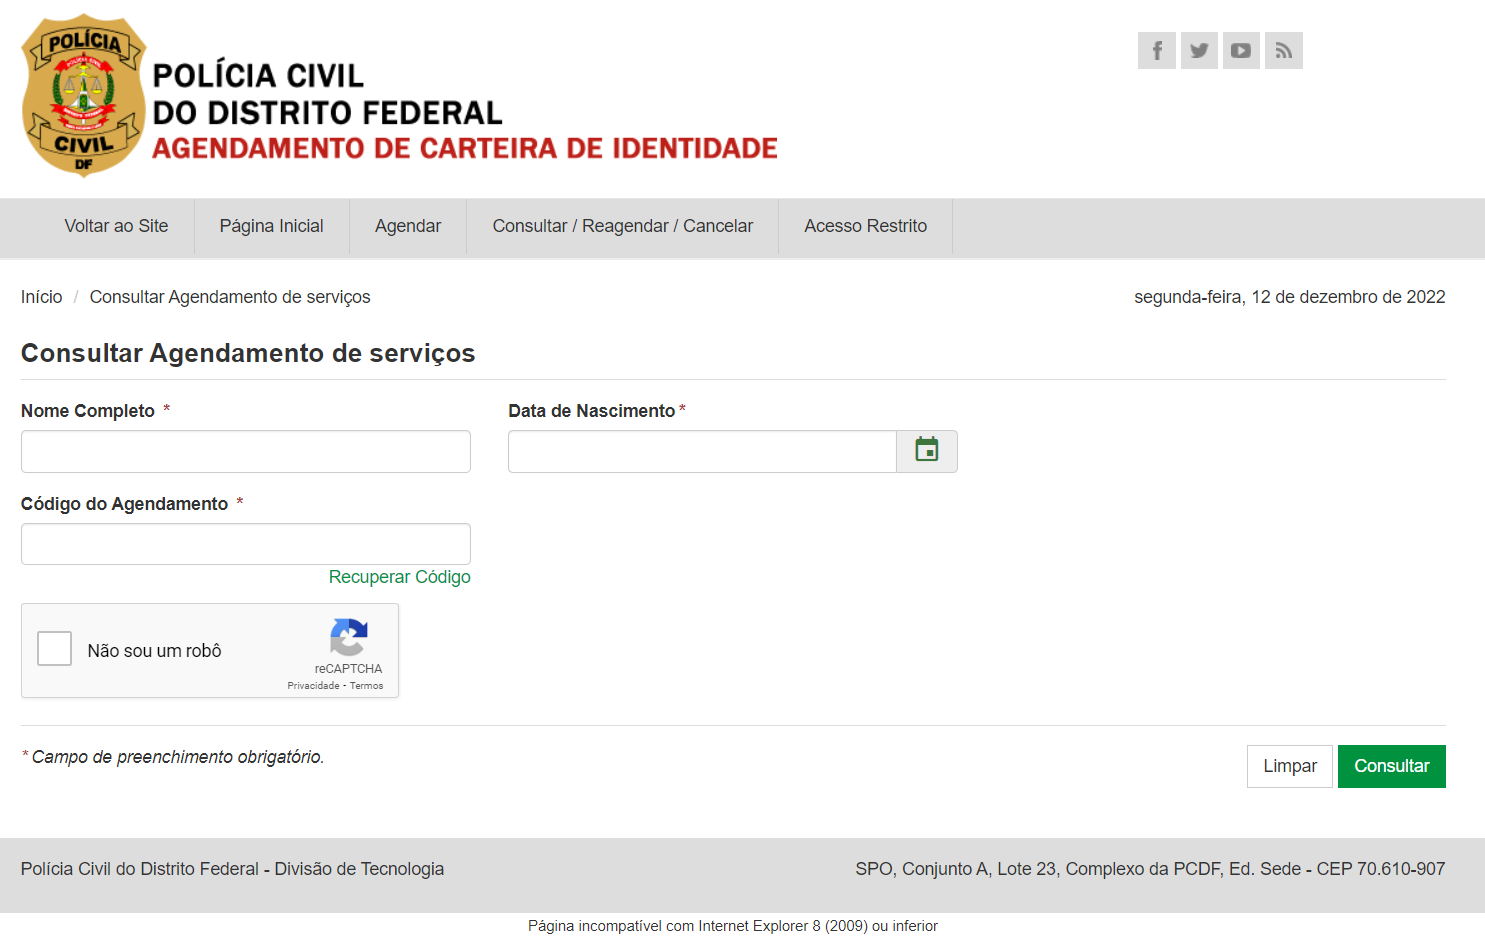 POLÍCIA
CIVIL
DF
POLÍCIA CIVIL
DO DISTRITO FEDERAL
AGENDAMENTO DE CARTEIRA DE IDENTIDADE
Voltar ao Site Página Inicial Agendar Consultar / Reagendar / Cancelar Acesso Restrito
Início / Consultar Agendamento de serviços segunda-feira, 12 de dezembro de 2022
Consultar Agendamento de serviços
Nome Completo * Data de Nascimento *
Código do Agendamento *
Recuperar Código
Não sou um robô
reCAPTCHA
Privacidade - Termos
* Campo de preenchimento obrigatório.
Limpar Consultar
Polícia Civil do Distrito Federal - Divisão de Tecnologia SPO, Conjunto A, Lote 23, Complexo da PCDF, Ed. Sede - CEP 70.610-907
Página incompatível com Internet Explorer 8 (2009) ou inferior